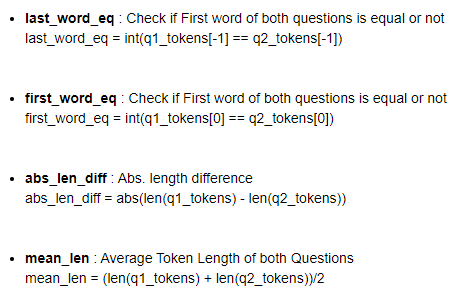 last_word_eq : Check if First word of both questions is equal or not
last_word_eq = int(q1_tokens[-1] == q2_tokens[-1])
first_word_eq : Check if First word of both questions is equal or not
first_word_eq = int(q1_tokens[0] == q2_tokens[0])
abs_len_diff : Abs. length difference
abs_len_diff = abs(len(q1_tokens) - len(q2_tokens))
mean_len : Average Token Length of both Questions
mean_len = (len(q1_tokens) + len(q2_tokens))/2